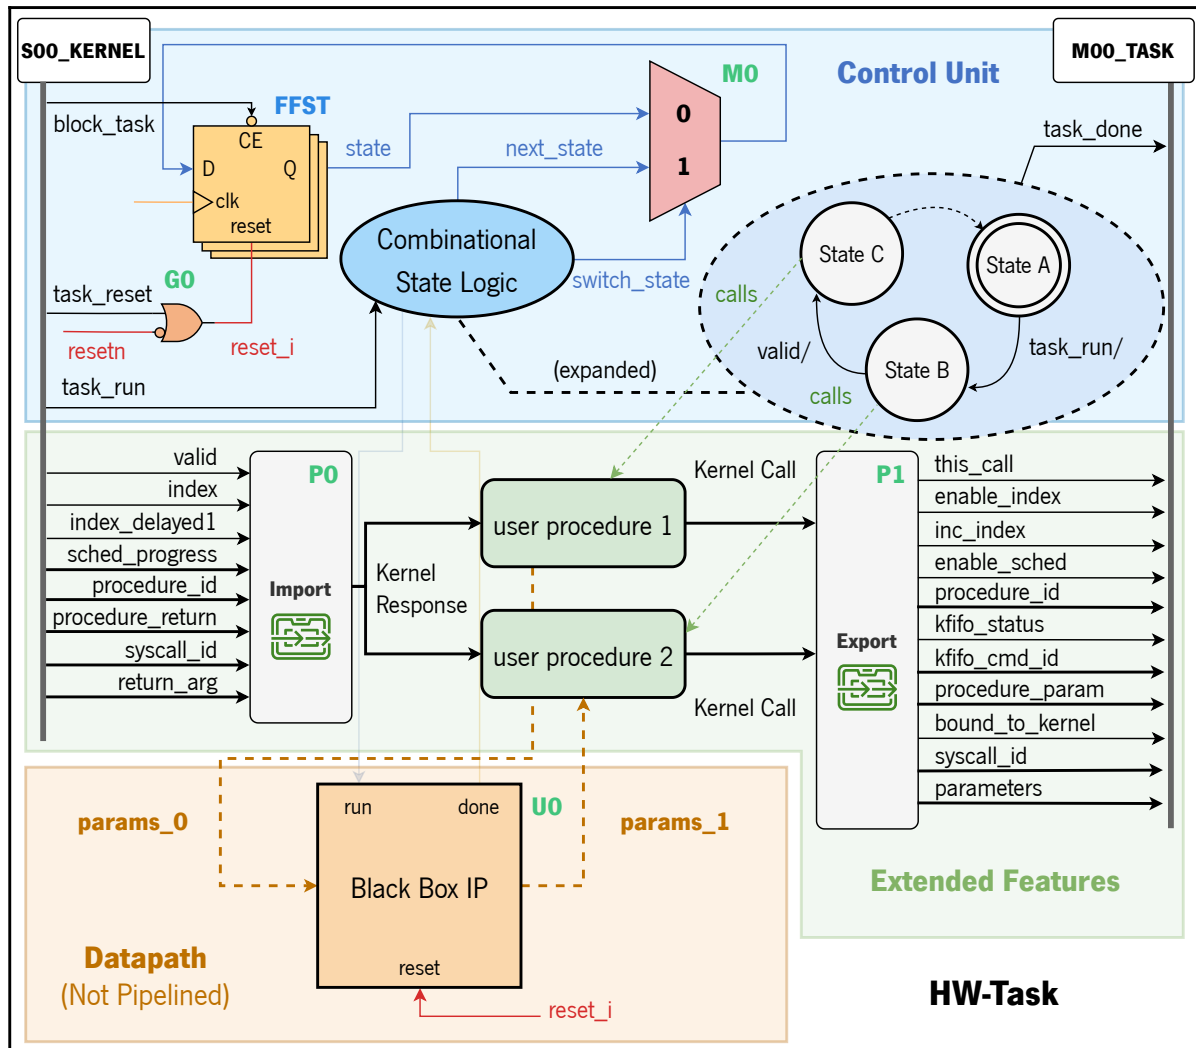 S00_KERNEL
M00_TASK
Control Unit
block_task
FFST
CE
D
Q
clk
reset
state
next_state
M0
0
1
task_done
Combinational
State Logic
switch_state
State C
State A
State B
calls
valid/
task_run/
calls
G0
task_reset
resetn
reset_i
task_run
(expanded)
valid
index
index_delayed1
sched_progress
procedure_id
procedure_return
syscall_id
return_arg
P0
Import
Kernel
Response
user procedure 1
user procedure 2
Kernel Call
Kernel Call
P1
Export
this_call
enable_index
inc_index
enable_sched
procedure_id
kfifo_status
kfifo_cmd_id
procedure_param
bound_to_kernel
syscall_id
parameters
Extended Features
params_0
run
done
U0
params_1
Black Box IP
reset
reset_i
Datapath
(Not Pipelined)
HW-Task